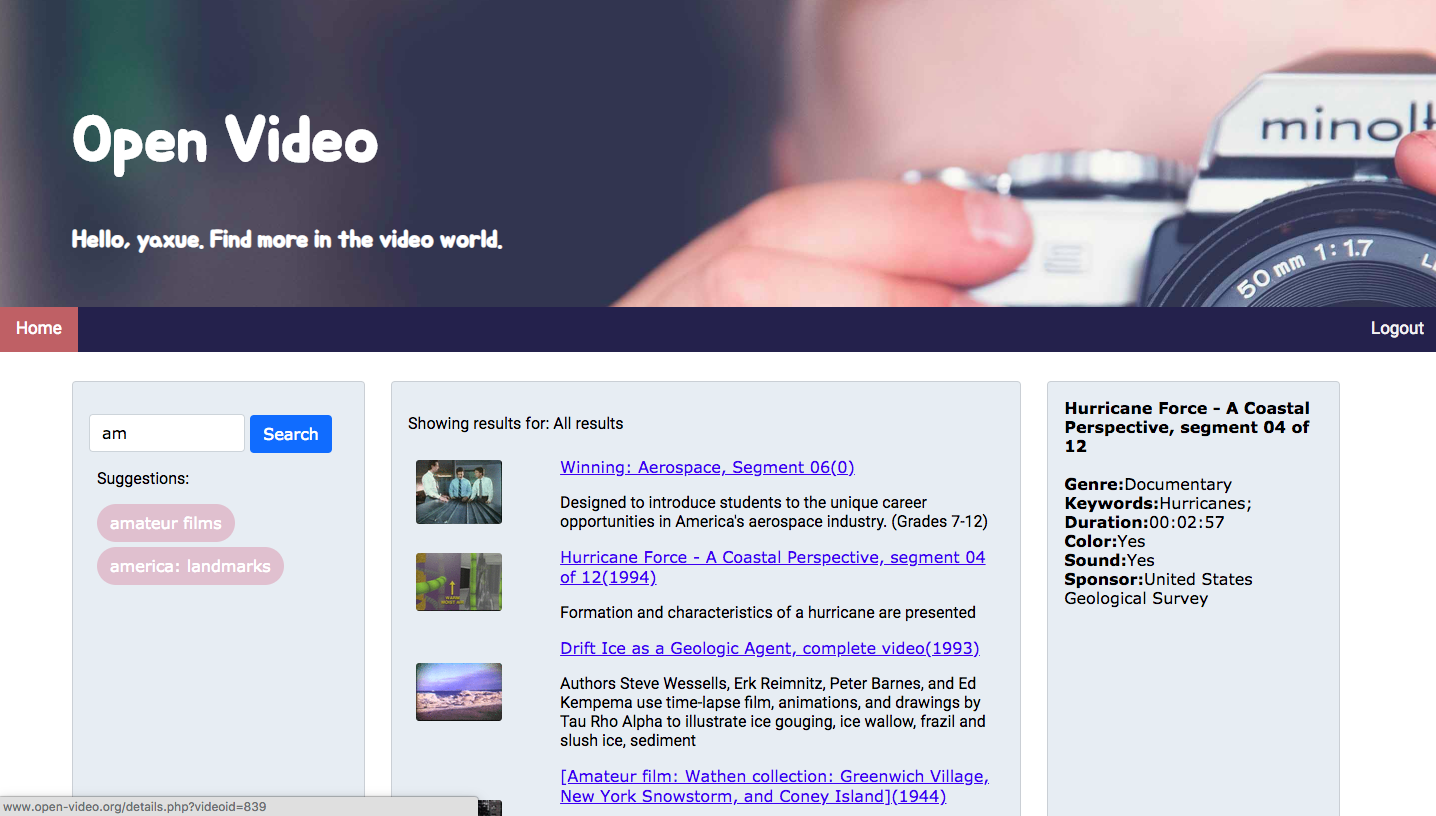 Open Video
Hello, yaxue. Find more in the video world.
minolt
50 mm 1:1.7
Home
Logout
am
Search
Suggestions:
amateur films
america: landmarks
Showing results for: All results
Winning: Aerospace, Segment 06(0)
Designed to introduce students to the unique career
opportunities in America's aerospace industry. (Grades 7-12)
Hurricane Force - A Coastal Perspective, segment 04
of 12(1994)
Formation and characteristics of a hurricane are presented
Drift Ice as a Geologic Agent, complete video(1993)
Authors Steve Wessells, Erk Reimnitz, Peter Barnes, and Ed
Kempema use time-lapse film, animations, and drawings by
Tau Rho Alpha to illustrate ice gouging, ice wallow, frazil and
slush ice, sediment
[Amateur film: Wathen collection: Greenwich Village,
New York Snowstorm, and Coney Island](1944)
Hurricane Force - A Coastal
Perspective, segment 04 of
12
Genre:Documentary
Keywords:Hurricanes;
Duration:00:02:57
Color:Yes
Sound:Yes
Sponsor:United States
Geological Survey
www.open-video.org/details.php?videoid=839